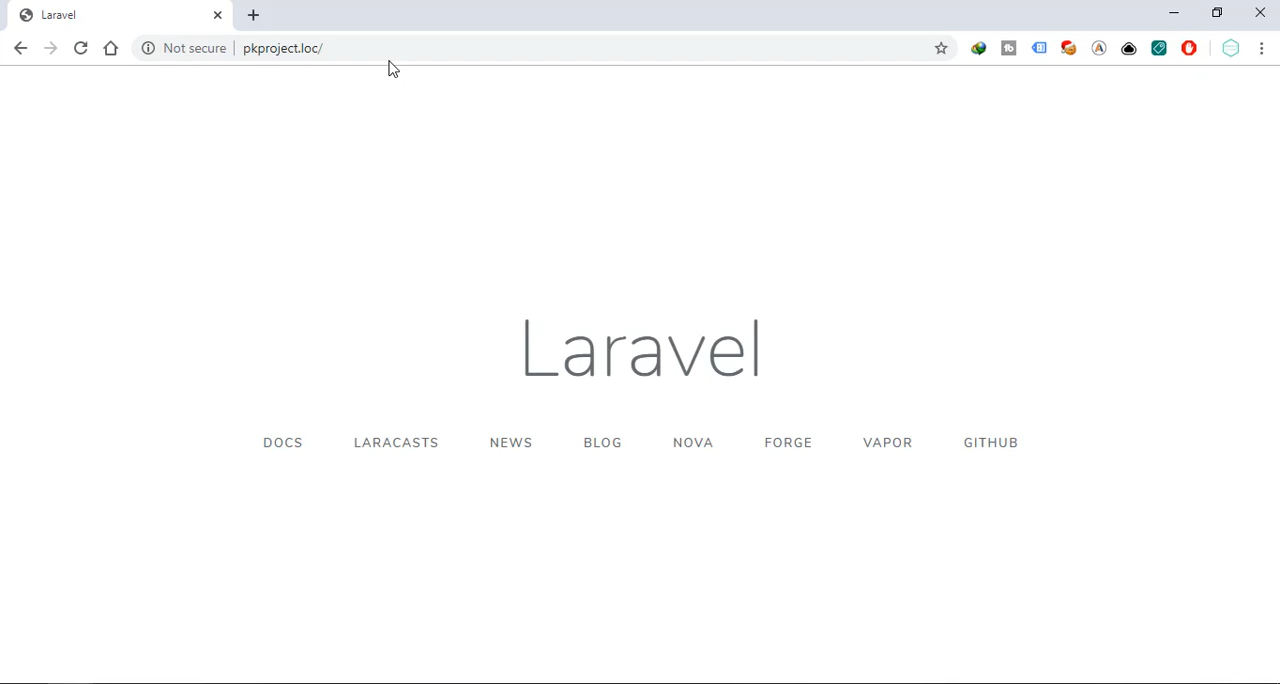 Laravel
Not secure pkproject.loc/
Laravel
DOCS LARACASTS NEWS BLOG NOVA FORGE VAPOR GITHUB